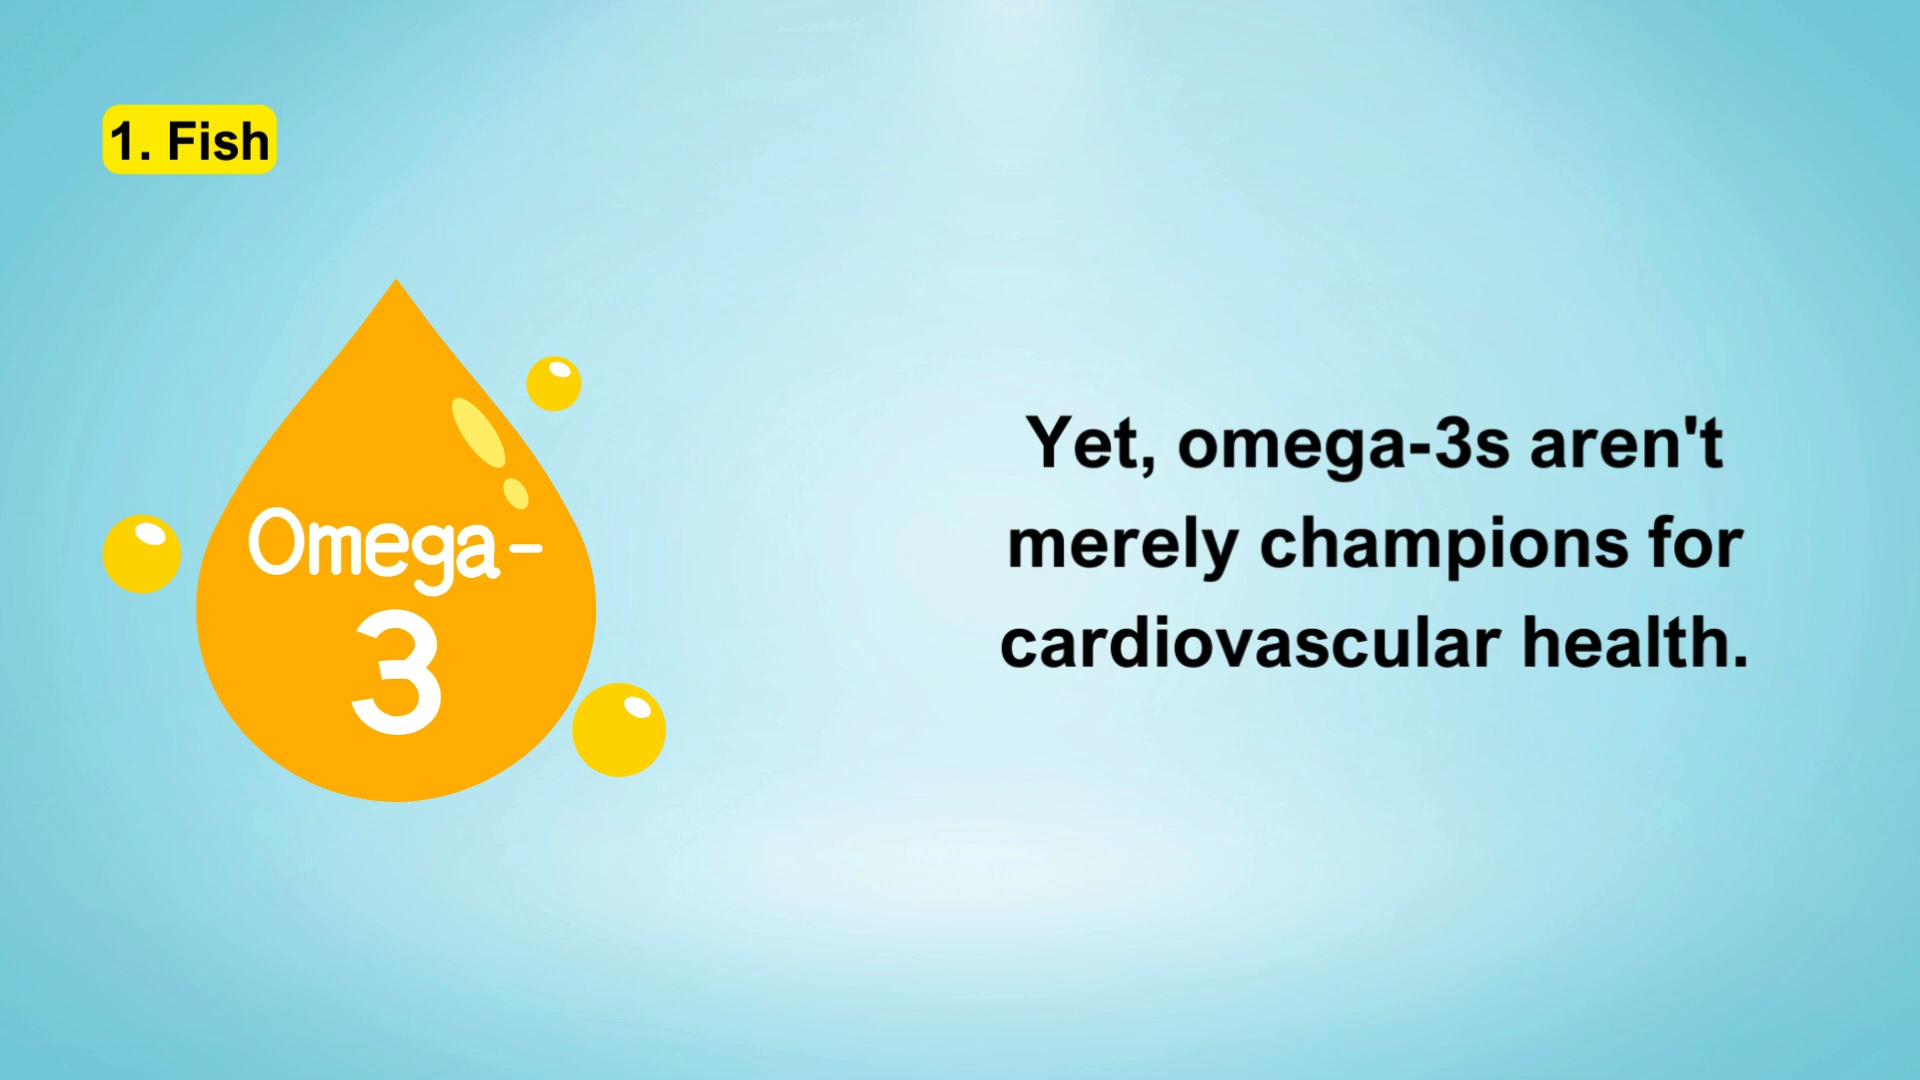 1. Fish
Omega-
3
Yet, omega-3s aren't
merely champions for
cardiovascular health.